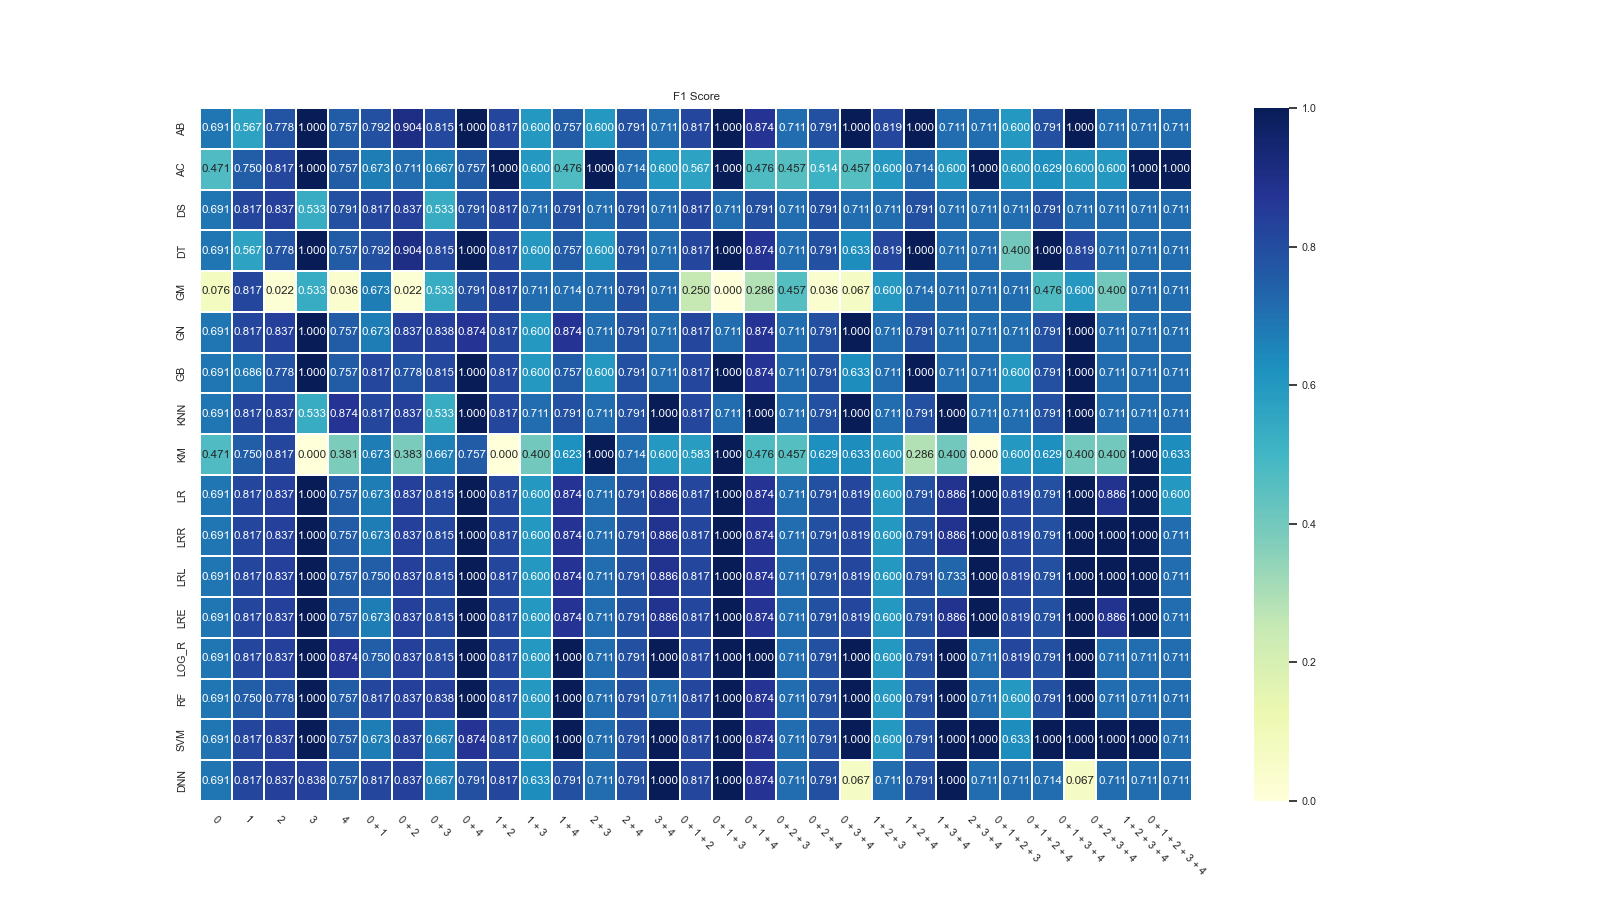 F1 Score
AB 0.691 0.567 0.778 1.000 0.757 0.792 0.904 0.815 1.000 0.817 0.600 0.757 0.600 0.791 0.711 0.817 1.000 0.874 0.711 0.791 1.000 0.819 1.000 0.711 0.711 0.600 0.791 1.000 0.711 0.711 0.711
AC 0.471 0.750 0.817 1.000 0.757 0.673 0.711 0.667 0.757 1.000 0.600 0.476 1.000 0.714 0.600 0.567 1.000 0.476 0.457 0.514 0.457 0.600 0.714 0.600 1.000 0.600 0.629 0.600 0.600 1.000 1.000
DS 0.691 0.817 0.837 0.533 0.791 0.817 0.837 0.533 0.791 0.817 0.711 0.791 0.711 0.791 0.711 0.817 0.711 0.791 0.711 0.791 0.711 0.711 0.791 0.711 0.711 0.711 0.791 0.711 0.711 0.711 0.711
DT 0.691 0.567 0.778 1.000 0.757 0.792 0.904 0.815 1.000 0.817 0.600 0.757 0.600 0.791 0.711 0.817 1.000 0.874 0.711 0.791 0.633 0.819 1.000 0.711 0.711 0.400 1.000 0.819 0.711 0.711 0.711
GM 0.076 0.817 0.022 0.533 0.036 0.673 0.022 0.533 0.791 0.817 0.711 0.714 0.711 0.791 0.711 0.250 0.000 0.286 0.457 0.036 0.067 0.600 0.714 0.711 0.711 0.711 0.476 0.600 0.400 0.711 0.711
GN 0.691 0.817 0.837 1.000 0.757 0.673 0.837 0.838 0.874 0.817 0.600 0.874 0.711 0.791 0.711 0.817 0.711 0.874 0.711 0.791 1.000 0.711 0.791 0.711 0.711 0.711 0.791 1.000 0.711 0.711 0.711
GB 0.691 0.686 0.778 1.000 0.757 0.817 0.778 0.815 1.000 0.817 0.600 0.757 0.600 0.791 0.711 0.817 1.000 0.874 0.711 0.791 0.633 0.711 1.000 0.711 0.711 0.600 0.791 1.000 0.711 0.711 0.711
KNN 0.691 0.817 0.837 0.533 0.874 0.817 0.837 0.533 1.000 0.817 0.711 0.791 0.711 0.791 1.000 0.817 0.711 1.000 0.711 0.791 1.000 0.711 0.791 1.000 0.711 0.711 0.791 1.000 0.711 0.711 0.711
KM 0.471 0.750 0.817 0.000 0.381 0.673 0.383 0.667 0.757 0.000 0.400 0.623 1.000 0.714 0.600 0.583 1.000 0.476 0.457 0.629 0.633 0.600 0.286 0.400 0.000 0.600 0.629 0.400 0.400 1.000 0.633
LR 0.691 0.817 0.837 1.000 0.757 0.673 0.837 0.815 1.000 0.817 0.600 0.874 0.711 0.791 0.886 0.817 1.000 0.874 0.711 0.791 0.819 0.600 0.791 0.886 1.000 0.819 0.791 1.000 0.886 1.000 0.600
LRR 0.691 0.817 0.837 1.000 0.757 0.673 0.837 0.815 1.000 0.817 0.600 0.874 0.711 0.791 0.886 0.817 1.000 0.874 0.711 0.791 0.819 0.600 0.791 0.886 1.000 0.819 0.791 1.000 1.000 1.000 0.711
LRL 0.691 0.817 0.837 1.000 0.757 0.750 0.837 0.815 1.000 0.817 0.600 0.874 0.711 0.791 0.886 0.817 1.000 0.874 0.711 0.791 0.819 0.600 0.791 0.733 1.000 0.819 0.791 1.000 1.000 1.000 0.711
LRE 0.691 0.817 0.837 1.000 0.757 0.673 0.837 0.815 1.000 0.817 0.600 0.874 0.711 0.791 0.886 0.817 1.000 0.874 0.711 0.791 0.819 0.600 0.791 0.886 1.000 0.819 0.791 1.000 0.886 1.000 0.711
LOG_R 0.691 0.817 0.837 1.000 0.874 0.750 0.837 0.815 1.000 0.817 0.600 1.000 0.711 0.791 1.000 0.817 1.000 1.000 0.711 0.791 1.000 0.600 0.791 1.000 0.711 0.819 0.791 1.000 0.711 0.711 0.711
RF 0.691 0.750 0.778 1.000 0.757 0.817 0.837 0.838 1.000 0.817 0.600 1.000 0.711 0.791 0.711 0.817 1.000 0.874 0.711 0.791 1.000 0.600 0.791 1.000 0.711 0.600 0.791 1.000 0.711 0.711 0.711
SVM 0.691 0.817 0.837 1.000 0.757 0.673 0.837 0.667 0.874 0.817 0.600 1.000 0.711 0.791 1.000 0.817 1.000 0.874 0.711 0.791 1.000 0.600 0.791 1.000 1.000 0.633 1.000 1.000 1.000 1.000 0.711
DNN 0.691 0.817 0.837 0.838 0.757 0.817 0.837 0.667 0.791 0.817 0.633 0.791 0.711 0.791 1.000 0.817 1.000 0.874 0.711 0.791 0.067 0.711 0.791 1.000 0.711 0.711 0.714 0.067 0.711 0.711 0.711
0 1 2 3 4 0 + 1 0 + 2 0 + 3 0 + 4 1 + 2 1 + 3 1 + 4 2 + 3 2 + 4 3 + 4 0 + 1 + 2 0 + 1 + 3 0 + 1 + 4 0 + 2 + 3 0 + 2 + 4 0 + 3 + 4 1 + 2 + 3 1 + 2 + 4 1 + 3 + 4 2 + 3 + 4 0 + 1 + 2 + 3 0 + 1 + 2 + 4 0 + 1 + 3 + 4 0 + 2 + 3 + 4 1 + 2 + 3 + 4 0 + 1 + 2 + 3 + 4
1.0
0.8
0.6
0.4
0.2
0.0